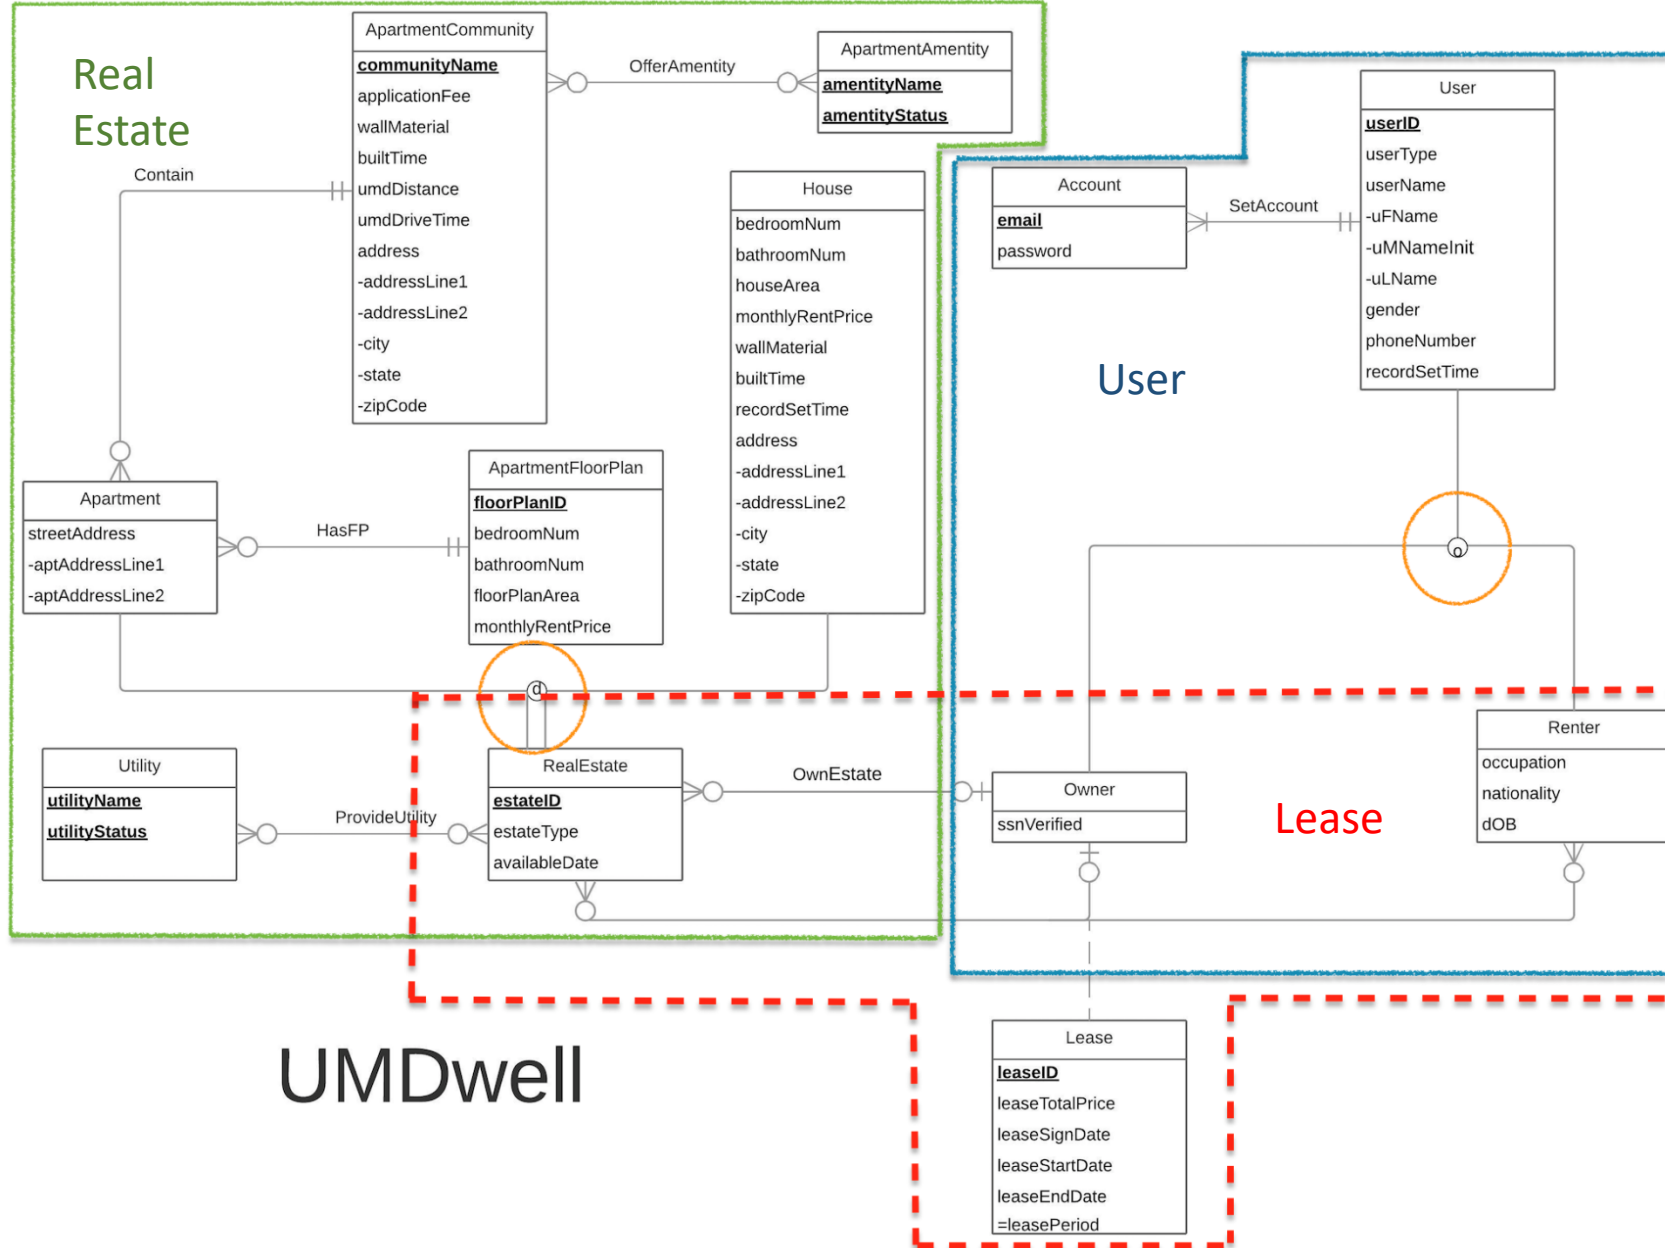 Real
Estate
ApartmentCommunity
communityName
applicationFee
wallMaterial
builtTime
umdDistance
umdDriveTime
address
-addressLine1
-addressLine2
-city
-state
-zipCode
OfferAmentity
ApartmentAmentity
amentityName
amentityStatus
Contain
House
bedroomNum
bathroomNum
houseArea
monthlyRentPrice
wallMaterial
builtTime
recordSetTime
address
-addressLine1
-addressLine2
-city
-state
-zipCode
Apartment
streetAddress
-aptAddressLine1
-aptAddressLine2
HasFP
ApartmentFloorPlan
floorPlanID
bedroomNum
bathroomNum
floorPlanArea
monthlyRentPrice
d
Utility
utilityName
utilityStatus
ProvideUtility
RealEstate
estateID
estateType
availableDate
OwnEstate
User
Account
email
password
SetAccount
User
userID
userType
userName
-uFName
-uMNameInit
-uLName
gender
phoneNumber
recordSetTime
o
Owner
ssnVerified
Lease
Renter
occupation
nationality
dOB
Lease
leaseID
leaseTotalPrice
leaseSignDate
leaseStartDate
leaseEndDate
=leasePeriod
UMDwell